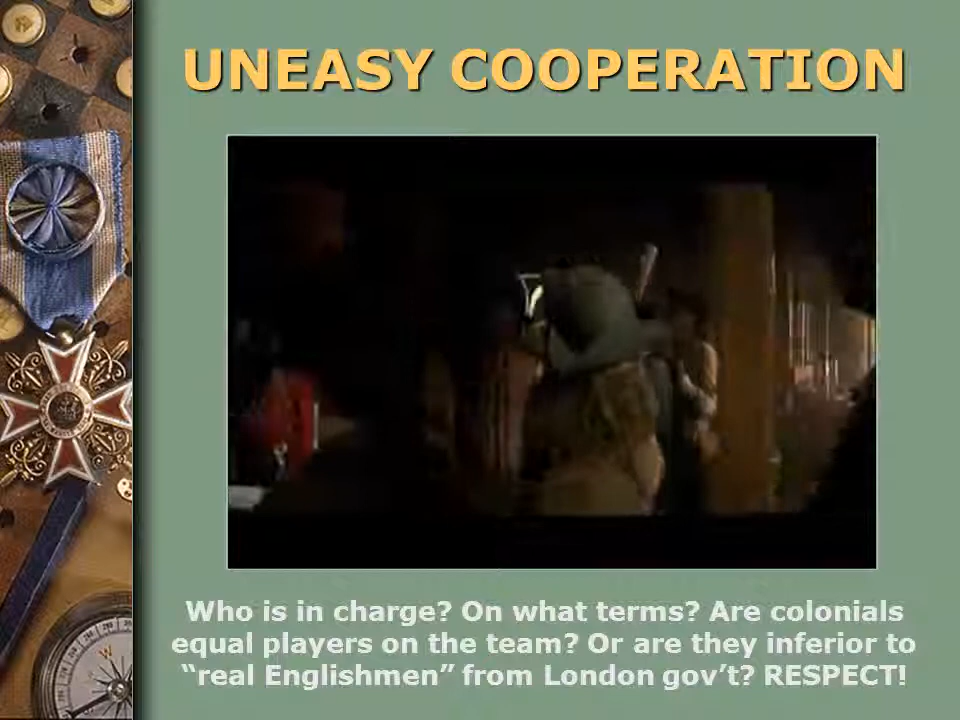 UNEASY COOPERATION
Who is in charge? On what terms? Are colonials
equal players on the team? Or are they inferior to
“real Englishmen” from London gov’t? RESPECT!